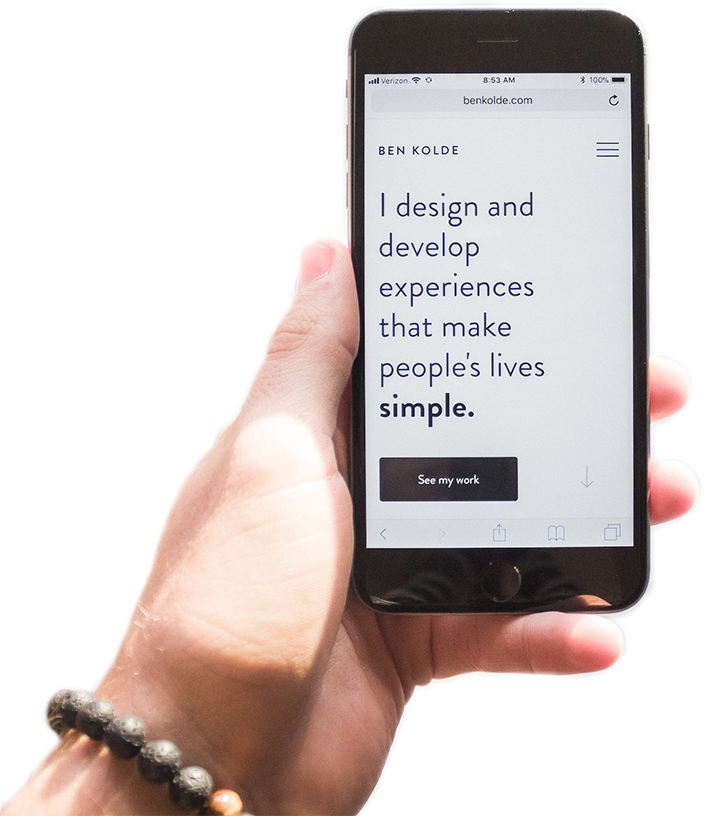 Verizon 8:53 AM 100%
benkolde.com
BEN KOLDE
I design and
develop
experiences
that make
people's lives
simple.
See my work